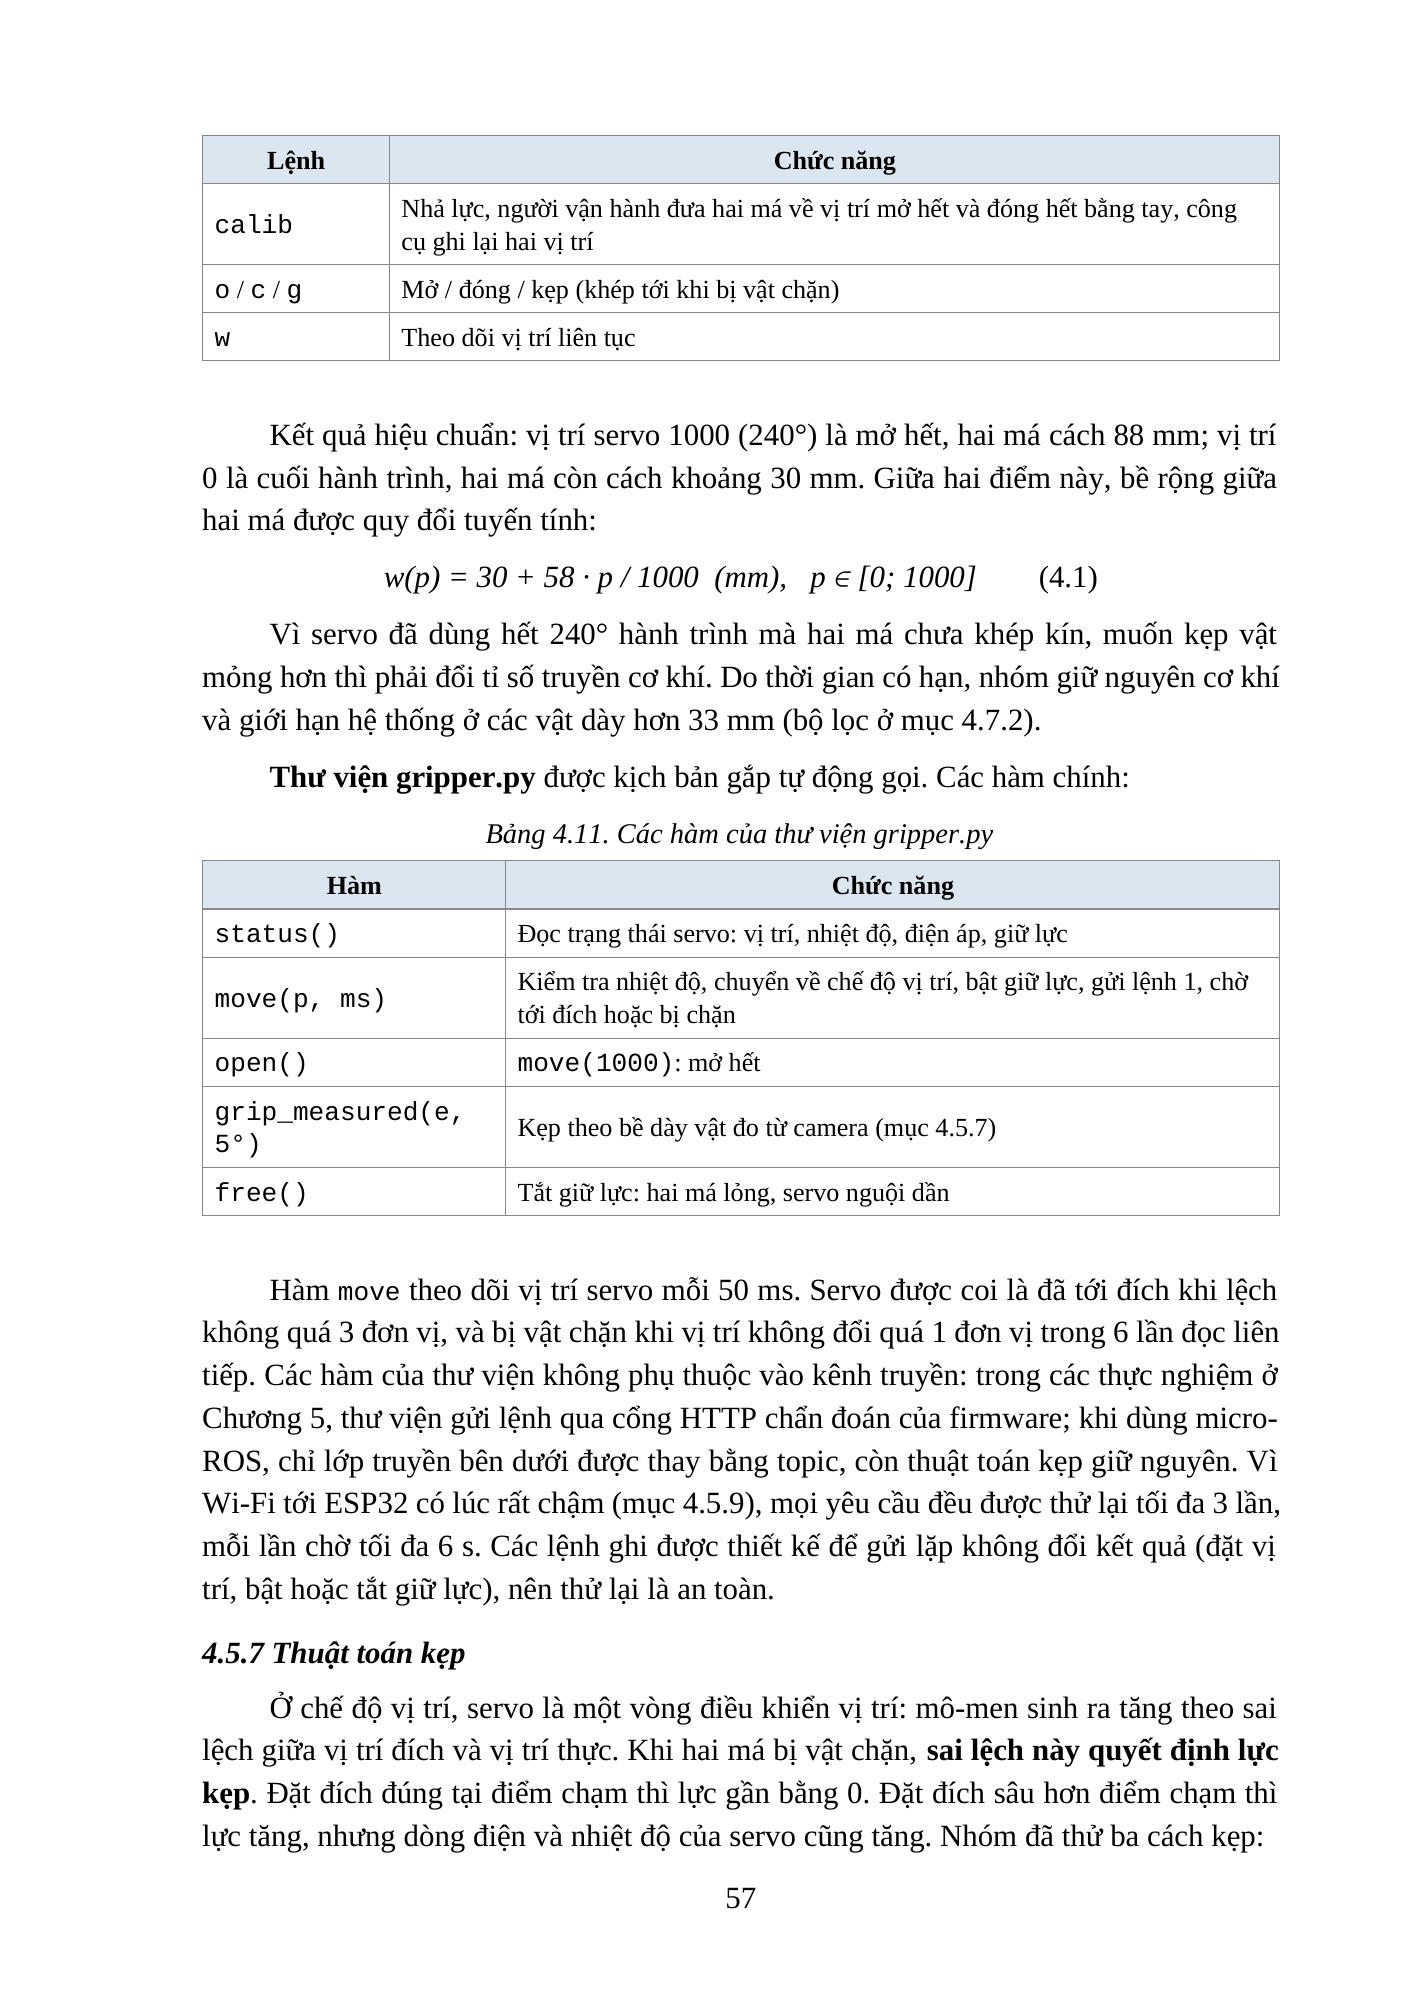 Lệnh Chức năng
calib
Nhả lực, người vận hành đưa hai má về vị trí mở hết và đóng hết bằng tay, công
cụ ghi lại hai vị trí
o / c / g Mở / đóng / kẹp (khép tới khi bị vật chặn)
w Theo dõi vị trí liên tục
Kết quả hiệu chuẩn: vị trí servo 1000 (240°) là mở hết, hai má cách 88 mm; vị trí
0 là cuối hành trình, hai má còn cách khoảng 30 mm. Giữa hai điểm này, bề rộng giữa
hai má được quy đổi tuyến tính:
w(p) = 30 + 58 · p / 1000 (mm), p ∈ [0; 1000] (4.1)
Vì servo đã dùng hết 240° hành trình mà hai má chưa khép kín, muốn kẹp vật
mỏng hơn thì phải đổi tỉ số truyền cơ khí. Do thời gian có hạn, nhóm giữ nguyên cơ khí
và giới hạn hệ thống ở các vật dày hơn 33 mm (bộ lọc ở mục 4.7.2).
Thư viện gripper.py được kịch bản gắp tự động gọi. Các hàm chính:
Bảng 4.11. Các hàm của thư viện gripper.py
Hàm Chức năng
status() Đọc trạng thái servo: vị trí, nhiệt độ, điện áp, giữ lực
move(p, ms)
Kiểm tra nhiệt độ, chuyển về chế độ vị trí, bật giữ lực, gửi lệnh 1, chờ
tới đích hoặc bị chặn
open() move(1000): mở hết
grip_measured(e,
5°)
Kẹp theo bề dày vật đo từ camera (mục 4.5.7)
free() Tắt giữ lực: hai má lỏng, servo nguội dần
Hàm move theo dõi vị trí servo mỗi 50 ms. Servo được coi là đã tới đích khi lệch
không quá 3 đơn vị, và bị vật chặn khi vị trí không đổi quá 1 đơn vị trong 6 lần đọc liên
tiếp. Các hàm của thư viện không phụ thuộc vào kênh truyền: trong các thực nghiệm ở
Chương 5, thư viện gửi lệnh qua cổng HTTP chẩn đoán của firmware; khi dùng micro-
ROS, chỉ lớp truyền bên dưới được thay bằng topic, còn thuật toán kẹp giữ nguyên. Vì
Wi-Fi tới ESP32 có lúc rất chậm (mục 4.5.9), mọi yêu cầu đều được thử lại tối đa 3 lần,
mỗi lần chờ tối đa 6 s. Các lệnh ghi được thiết kế để gửi lặp không đổi kết quả (đặt vị
trí, bật hoặc tắt giữ lực), nên thử lại là an toàn.
4.5.7 Thuật toán kẹp
Ở chế độ vị trí, servo là một vòng điều khiển vị trí: mô-men sinh ra tăng theo sai
lệch giữa vị trí đích và vị trí thực. Khi hai má bị vật chặn, sai lệch này quyết định lực
kẹp. Đặt đích đúng tại điểm chạm thì lực gần bằng 0. Đặt đích sâu hơn điểm chạm thì
lực tăng, nhưng dòng điện và nhiệt độ của servo cũng tăng. Nhóm đã thử ba cách kẹp:
57